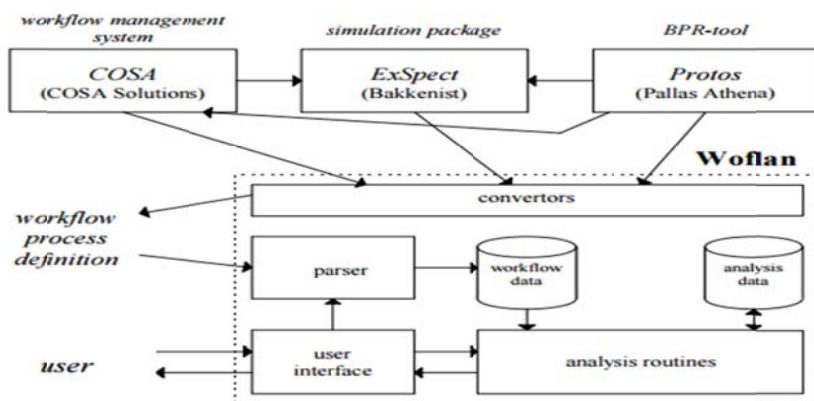 workflow management
system
simulation package
BPR-tool
COSA
(COSA Solutions)
ExSpect
(Bakkenist)
Protos
(Pallas Athena)
Woflan
convertors
workflow
process
definition
parser
workflow
data
analysis
data
user
user
interface
analysis routines